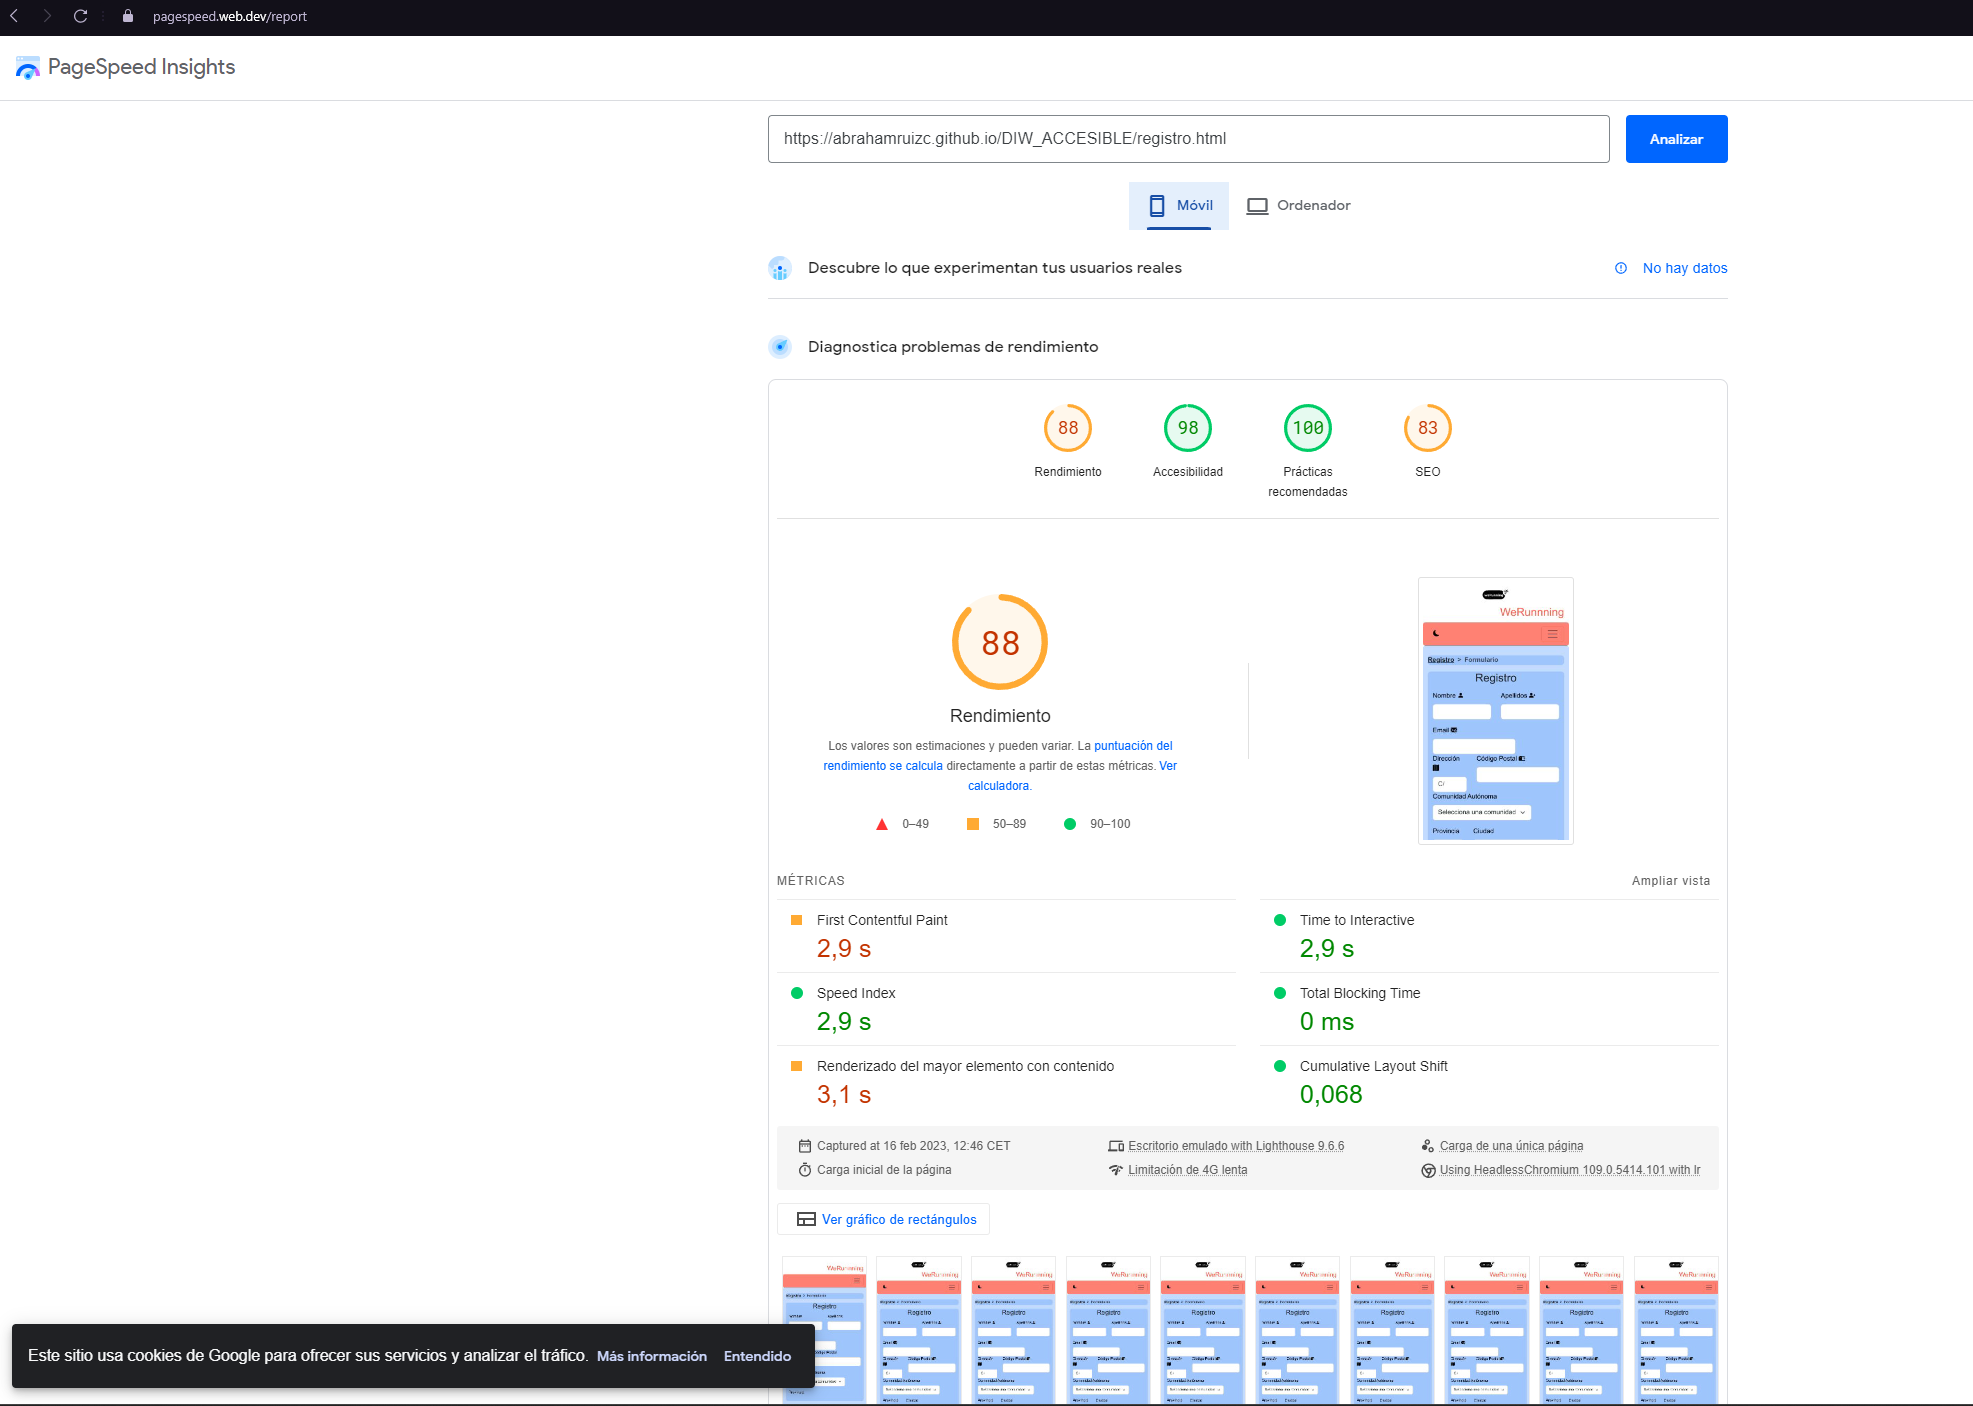 pagespeed.web.dev/report
PageSpeed Insights
https://abrahamruizc.github.io/DIW_ACCESIBLE/registro.html
Analizar
Móvil
Ordenador
Descubre lo que experimentan tus usuarios reales
No hay datos
Diagnostica problemas de rendimiento
88
98
100
83
Rendimiento
Accesibilidad
Prácticas
recomendadas
SEO
88
Rendimiento
Los valores son estimaciones y pueden variar. La puntuación del
rendimiento se calcula directamente a partir de estas métricas. Ver
calculadora.
0–49
50–89
90–100
WeRunnning
Registro > Formulario
Registro
Nombre
Apellidos
Email
Dirección
Código Postal
C/
Comunidad Autónoma
Selecciona una comunidad
Provincia
Ciudad
MÉTRICAS
Ampliar vista
First Contentful Paint
2,9 s
Time to Interactive
2,9 s
Speed Index
2,9 s
Total Blocking Time
0 ms
Renderizado del mayor elemento con contenido
3,1 s
Cumulative Layout Shift
0,068
Captured at 16 feb 2023, 12:46 CET
Escritorio emulado with Lighthouse 9.6.6
Carga de una única página
Carga inicial de la página
Limitación de 4G lenta
Using HeadlessChromium 109.0.5414.101 with lr
Ver gráfico de rectángulos
Este sitio usa cookies de Google para ofrecer sus servicios y analizar el tráfico. Más información Entendido